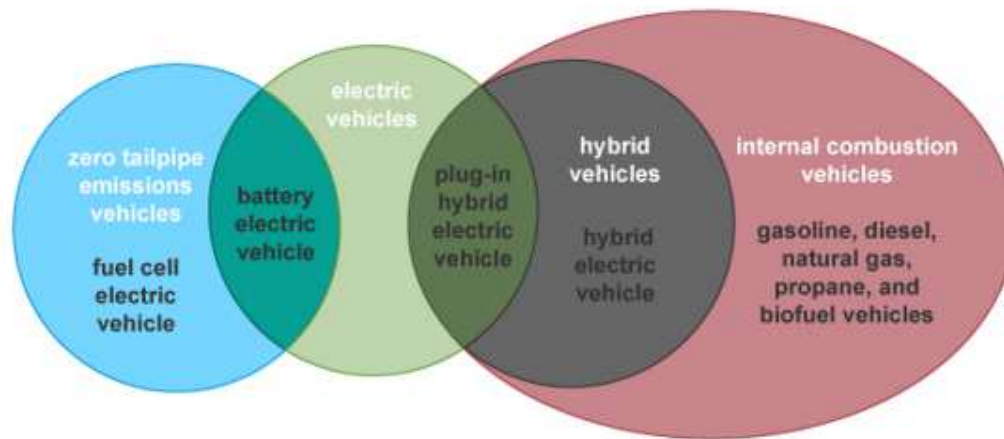 zero tailpipe
emissions
vehicles
fuel cell
electric
vehicle
battery
electric
vehicle
electric
vehicles
plug-in
hybrid
electric
vehicle
hybrid
vehicles
hybrid
electric
vehicle
internal combustion
vehicles
gasoline, diesel,
natural gas,
propane, and
biofuel vehicles